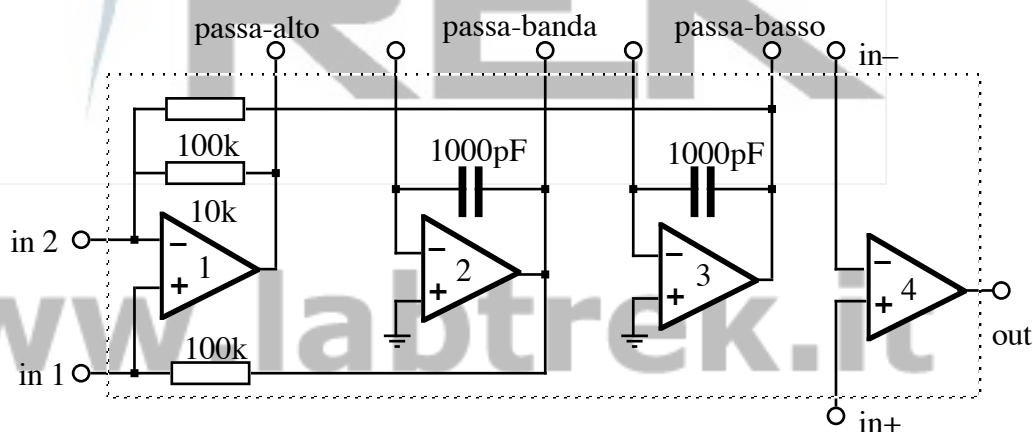 REK
passa-alto
passa-banda
passa-basso
in–
100k
1000pF
1000pF
10k
in 2
–
1
+
–
2
+
–
3
+
–
4
+
www.labtrek.it
100k
in 1
out
in+